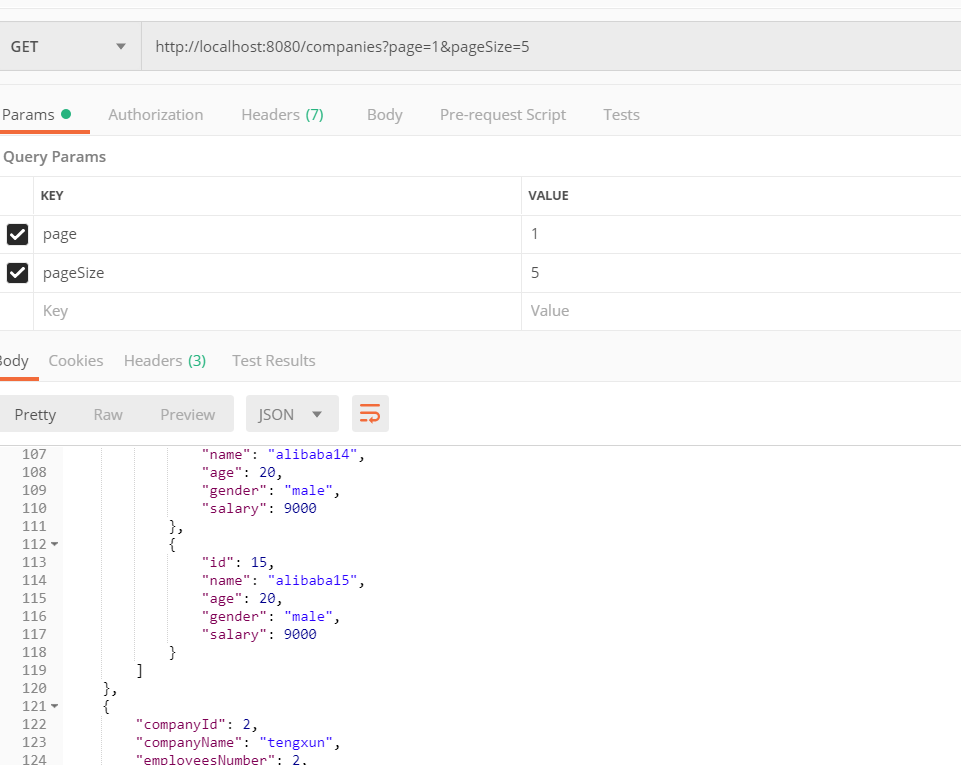 GET http://localhost:8080/companies?page=1&pageSize=5
Params Authorization Headers (7) Body Pre-request Script Tests
Query Params
KEY VALUE
page 1
pageSize 5
Key Value
Body Cookies Headers (3) Test Results
Pretty Raw Preview JSON
107 "name": "alibaba14",
108 "age": 20,
109 "gender": "male",
110 "salary": 9000
111 },
112 {
113 "id": 15,
114 "name": "alibaba15",
115 "age": 20,
116 "gender": "male",
117 "salary": 9000
118 }
119 ]
120 },
121 {
122 "companyId": 2,
123 "companyName": "tengxun",
124 "employeesNumber": 2,